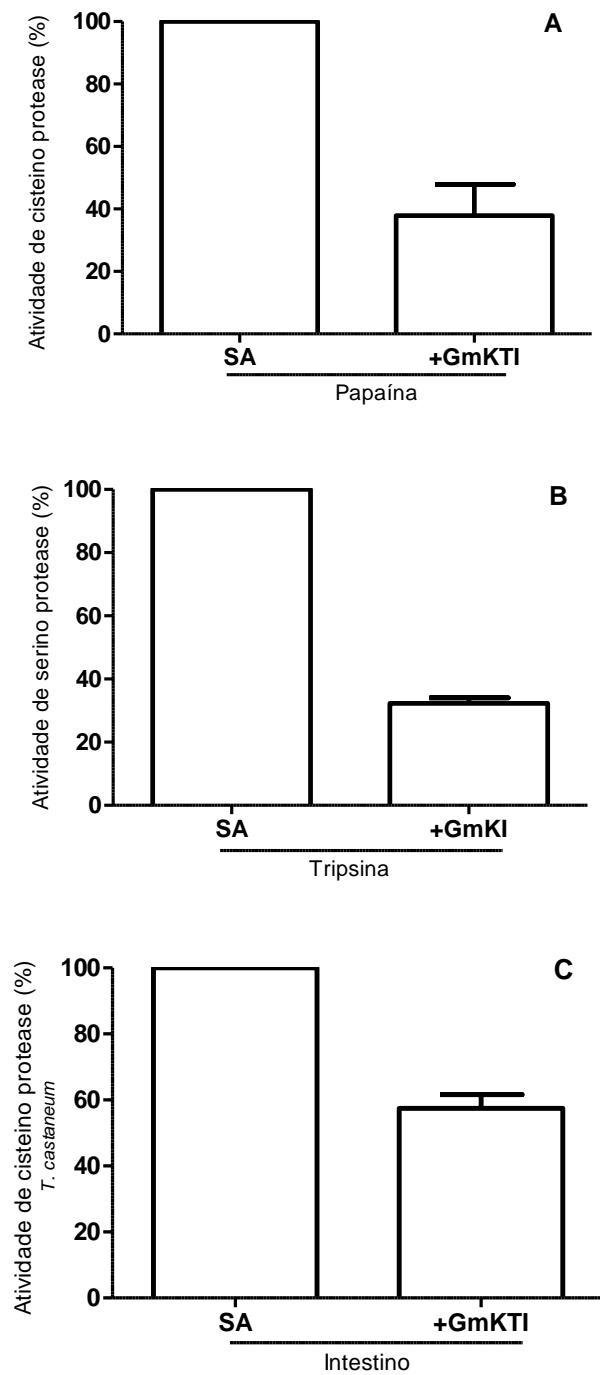 A
Atividade de cisteino protease (%)
100
80
60
40
20
0
SA +GmKTI
Papaína
B
Atividade de serino protease (%)
100
80
60
40
20
0
SA +GmKI
Tripsina
C
Atividade de cisteino protease (%)
T. castaneum
100
80
60
40
20
0
SA +GmKTI
Intestino